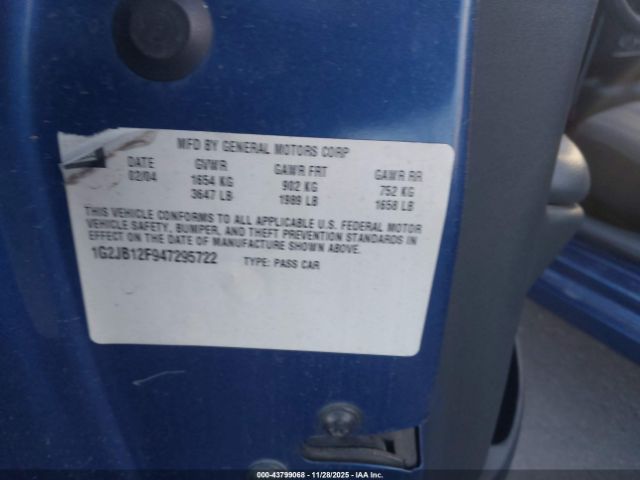 MFD BY GENERAL MOTORS CORP
DATE GVWR GAWR FRT GAWR RR
02/04 1654 KG 902 KG 752 KG
3647 LB 1989 LB 1658 LB
THIS VEHICLE CONFORMS TO ALL APPLICABLE U.S. FEDERAL MOTOR
VEHICLE SAFETY, BUMPER, AND THEFT PREVENTION STANDARDS IN
EFFECT ON THE DATE OF MANUFACTURE SHOWN ABOVE.
1G2JB12F947295722 TYPE: PASS CAR
000-43799068 - 11/28/2025 - IAAI.COM